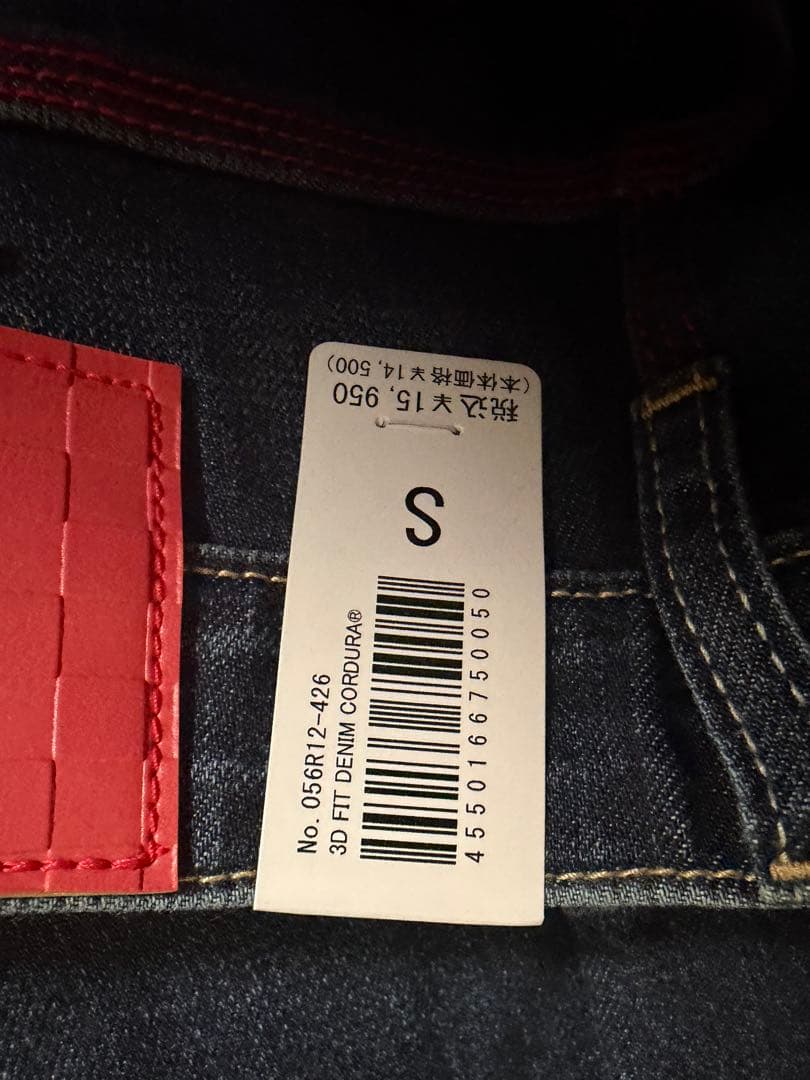 税込￥15,950
（本体価格￥14,500）
S
No. 056R12-426
3D FIT DENIM CORDURA®
4550166750050